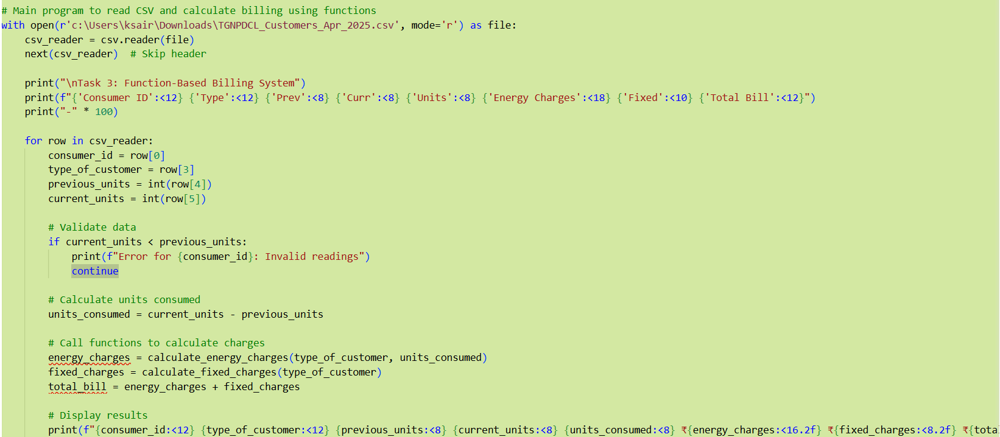 # Main program to read CSV and calculate billing using functions
with open(r'c:\Users\ksair\Downloads\TGNPDCL_Customers_Apr_2025.csv', mode='r') as file:
    csv_reader = csv.reader(file)
    next(csv_reader)  # Skip header

    print("\nTask 3: Function-Based Billing System")
    print(f"{'Consumer ID':<12} {'Type':<12} {'Prev':<8} {'Curr':<8} {'Units':<8} {'Energy Charges':<18} {'Fixed':<10} {'Total Bill':<12}")
    print("-" * 100)

    for row in csv_reader:
        consumer_id = row[0]
        type_of_customer = row[3]
        previous_units = int(row[4])
        current_units = int(row[5])

        # Validate data
        if current_units < previous_units:
            print(f"Error for {consumer_id}: Invalid readings")
            continue

        # Calculate units consumed
        units_consumed = current_units - previous_units

        # Call functions to calculate charges
        energy_charges = calculate_energy_charges(type_of_customer, units_consumed)
        fixed_charges = calculate_fixed_charges(type_of_customer)
        total_bill = energy_charges + fixed_charges

        # Display results
        print(f"{consumer_id:<12} {type_of_customer:<12} {previous_units:<8} {current_units:<8} {units_consumed:<8} ₹{energy_charges:<16.2f} ₹{fixed_charges:<8.2f} ₹{tota